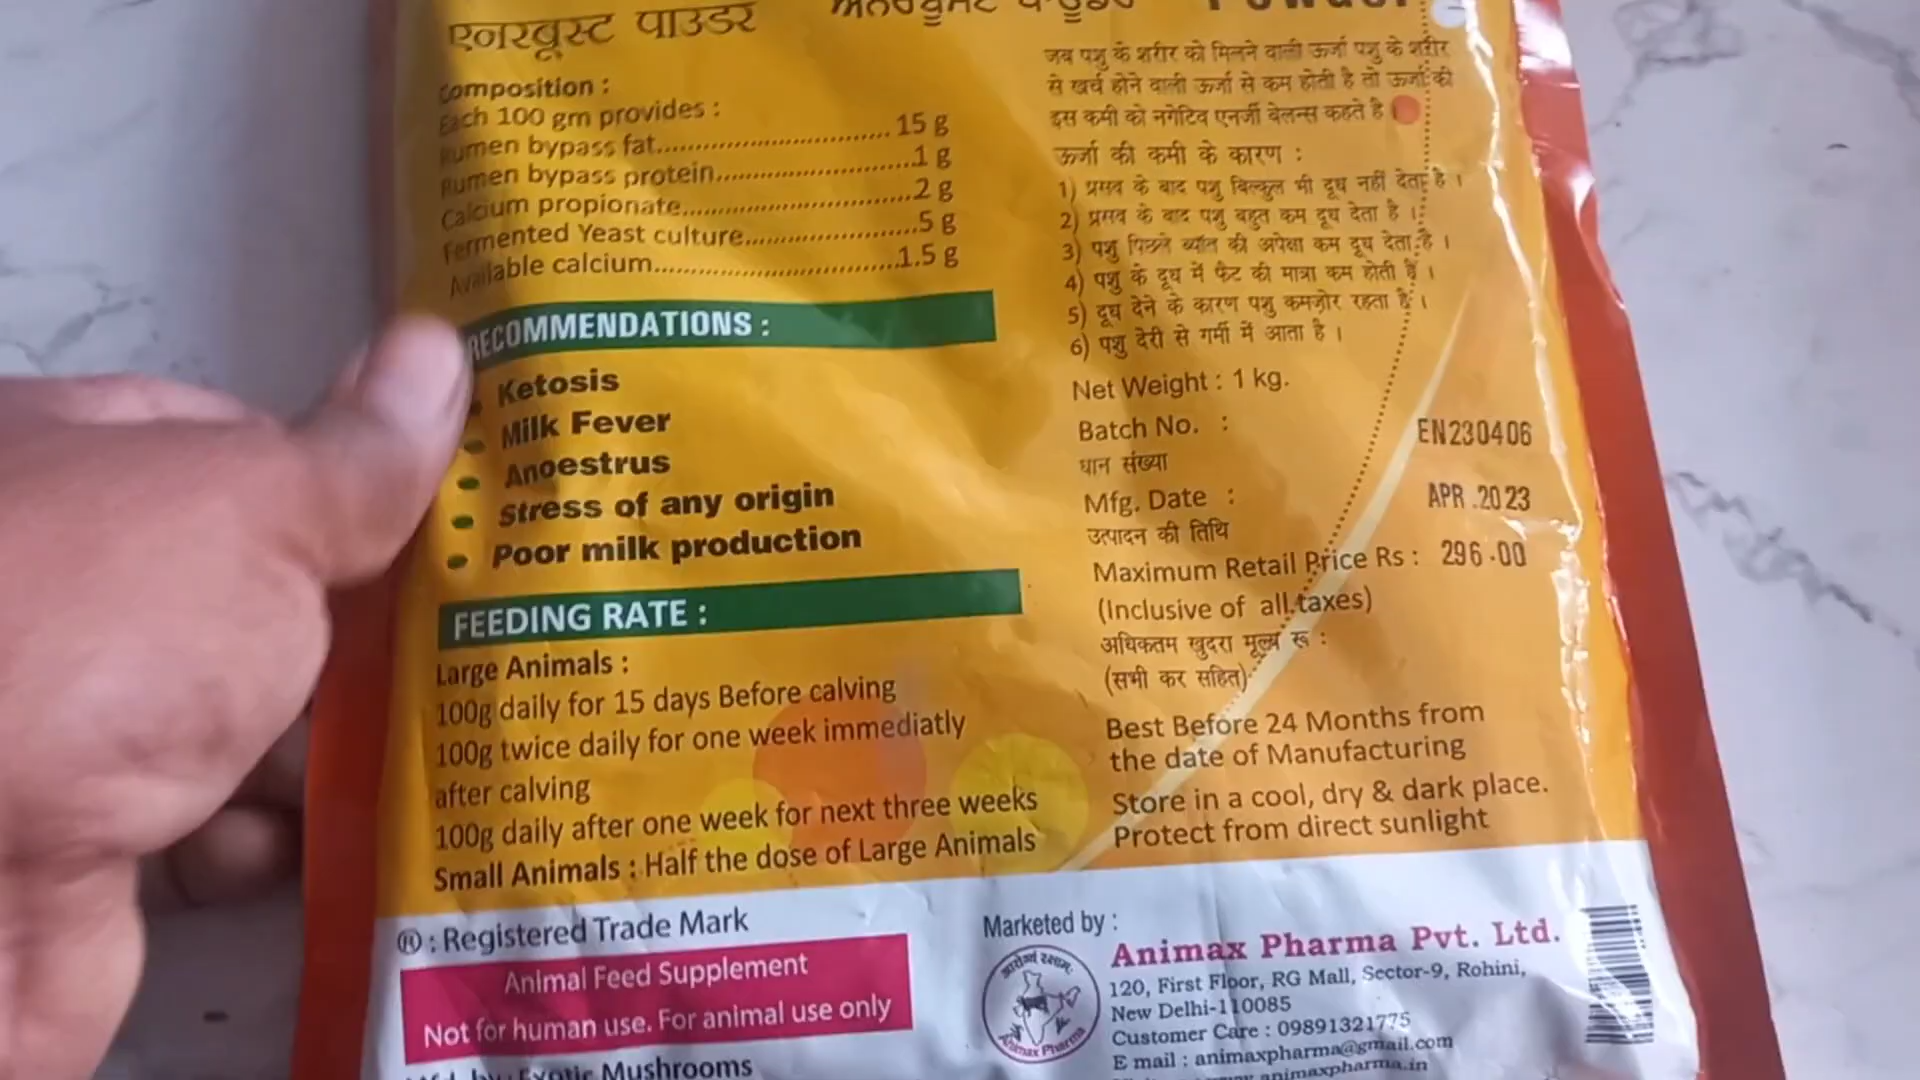 एनरबूस्ट पाउडर
ਐਨਰਬੂਸਟ ਪਾਊਡਰ
Powder
Composition :
Each 100 gm provides :
Rumen bypass fat..............................15 g
Rumen bypass protein.........................1 g
Calcium propionate.............................2 g
Fermented Yeast culture......................5 g
Available calcium................................1.5 g
RECOMMENDATIONS :
Ketosis
Milk Fever
Anoestrus
Stress of any origin
Poor milk production
FEEDING RATE :
Large Animals :
100g daily for 15 days Before calving
100g twice daily for one week immediatly
after calving
100g daily after one week for next three weeks
Small Animals : Half the dose of Large Animals
® : Registered Trade Mark
Animal Feed Supplement
Not for human use. For animal use only
Mfd. by : Exotic Mushrooms
जब पशु के शरीर को मिलने वाली ऊर्जा पशु के शरीर
से खर्च होने वाली ऊर्जा से कम होती है तो ऊर्जा की
इस कमी को नगेटिव एनर्जी बेलन्स कहते है।
ऊर्जा की कमी के कारण :
1) प्रसव के बाद पशु बिल्कुल भी दूध नहीं देता है।
2) प्रसव के बाद पशु बहुत कम दूध देता है।
3) पशु पिछले ब्यॉत की अपेक्षा कम दूध देता है।
4) पशु के दूध में फैट की मात्रा कम होती है।
5) दूध देने के कारण पशु कमज़ोर रहता है।
6) पशु देरी से गर्मी में आता है।
Net Weight : 1 kg.
Batch No. : EN230406
घान संख्या
Mfg. Date : APR.2023
उत्पादन की तिथि
Maximum Retail Price Rs : 296.00
(Inclusive of all taxes)
अधिकतम खुदरा मूल्य रू :
(सभी कर सहित)
Best Before 24 Months from
the date of Manufacturing
Store in a cool, dry & dark place.
Protect from direct sunlight
Marketed by :
Animax Pharma Pvt. Ltd.
120, First Floor, RG Mall, Sector-9, Rohini,
New Delhi-110085
Customer Care : 09891321775
E mail : animaxpharma@gmail.com
animaxpharma.in
Animax Pharma